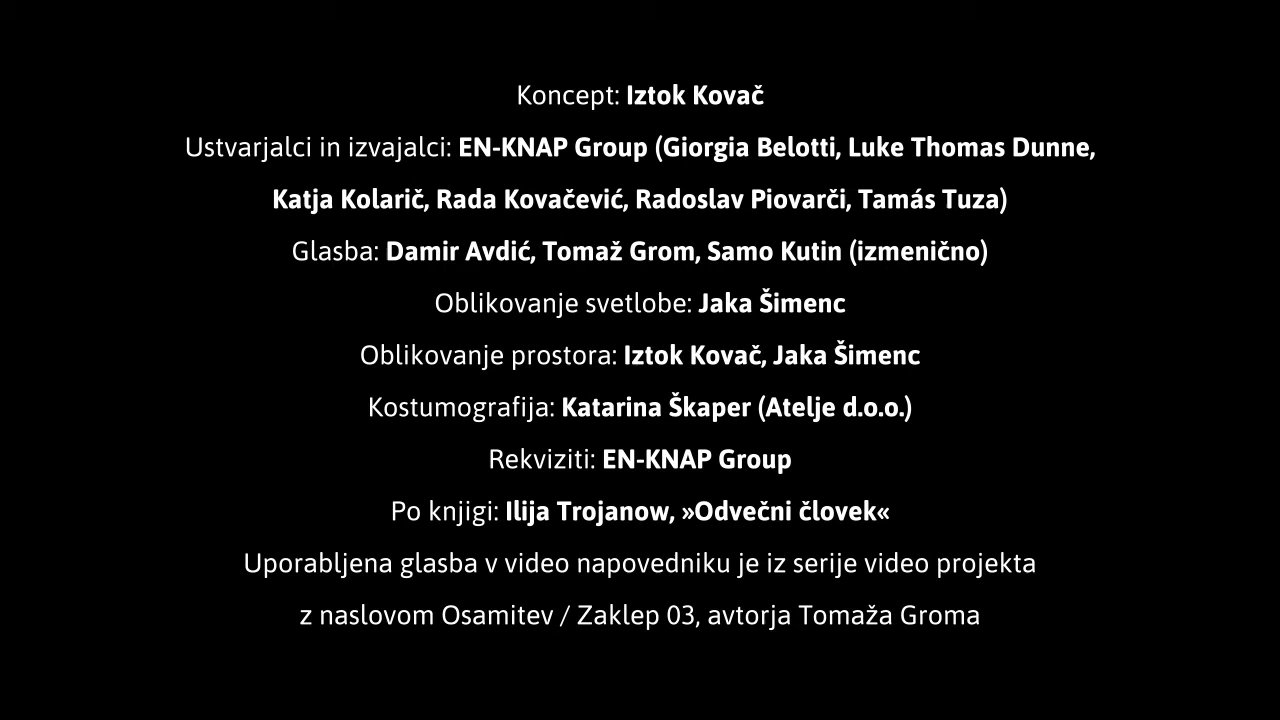 Koncept: Iztok Kovač
Ustvarjalci in izvajalci: EN-KNAP Group (Giorgia Belotti, Luke Thomas Dunne,
Katja Kolarič, Rada Kovačević, Radoslav Piovarči, Tamás Tuza)
Glasba: Damir Avdić, Tomaž Grom, Samo Kutin (izmenično)
Oblikovanje svetlobe: Jaka Šimenc
Oblikovanje prostora: Iztok Kovač, Jaka Šimenc
Kostumografija: Katarina Škaper (Atelje d.o.o.)
Rekviziti: EN-KNAP Group
Po knjigi: Ilija Trojanow, »Odvečni človek«
Uporabljena glasba v video napovedniku je iz serije video projekta
z naslovom Osamitev / Zaklep 03, avtorja Tomaža Groma